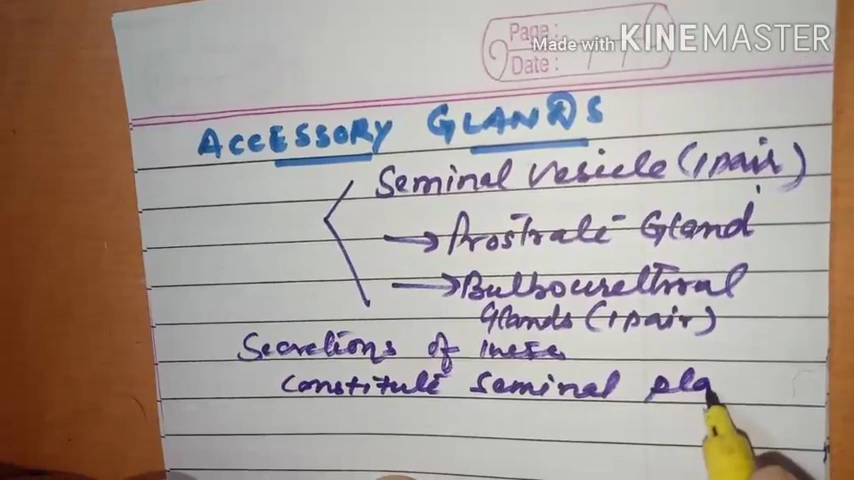 Page :
Date :
Made with KINEMASTER
ACCESSORY GLANDS
Seminal vesicle (1 pair)
→ Prostrate Gland
→ Bulbourethral
Glands (1 pair)
Secretions of these
constitute seminal pla